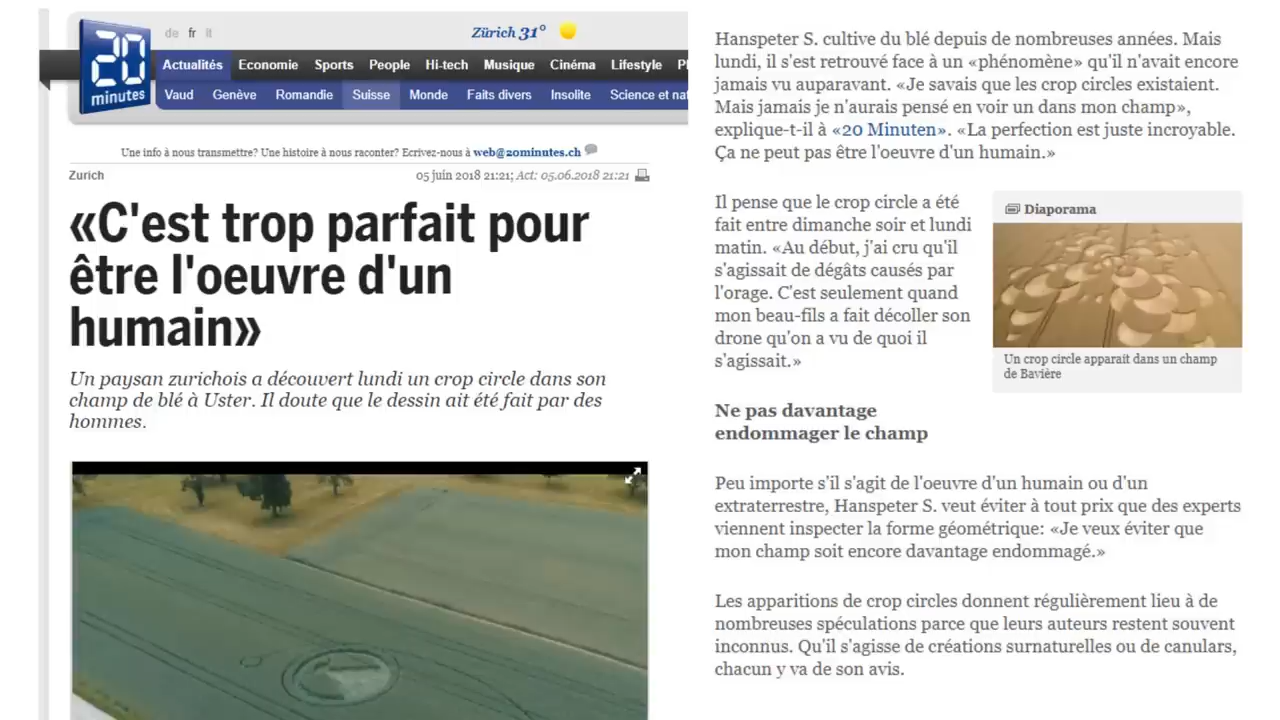 de fr it
Zürich 31°
20
minutes
Actualités Economie Sports People Hi-tech Musique Cinéma Lifestyle
Vaud Genève Romandie Suisse Monde Faits divers Insolite Science et
Une info à nous transmettre? Une histoire à nous raconter? Ecrivez-nous à web@20minutes.ch
Zurich
05 juin 2018 21:21; Act: 05.06.2018 21:21
«C'est trop parfait pour
être l'oeuvre d'un
humain»
Un paysan zurichois a découvert lundi un crop circle dans son
champ de blé à Uster. Il doute que le dessin ait été fait par des
hommes.
Hanspeter S. cultive du blé depuis de nombreuses années. Mais
lundi, il s'est retrouvé face à un «phénomène» qu'il n'avait encore
jamais vu auparavant. «Je savais que les crop circles existaient.
Mais jamais je n'aurais pensé en voir un dans mon champ»,
explique-t-il à «20 Minuten». «La perfection est juste incroyable.
Ça ne peut pas être l'oeuvre d'un humain.»
Il pense que le crop circle a été
fait entre dimanche soir et lundi
matin. «Au début, j'ai cru qu'il
s'agissait de dégâts causés par
l'orage. C'est seulement quand
mon beau-fils a fait décoller son
drone qu'on a vu de quoi il
s'agissait.»
Diaporama
Un crop circle apparait dans un champ
de Bavière
Ne pas davantage
endommager le champ
Peu importe s'il s'agit de l'oeuvre d'un humain ou d'un
extraterrestre, Hanspeter S. veut éviter à tout prix que des experts
viennent inspecter la forme géométrique: «Je veux éviter que
mon champ soit encore davantage endommagé.»
Les apparitions de crop circles donnent régulièrement lieu à de
nombreuses spéculations parce que leurs auteurs restent souvent
inconnus. Qu'il s'agisse de créations surnaturelles ou de canulars,
chacun y va de son avis.